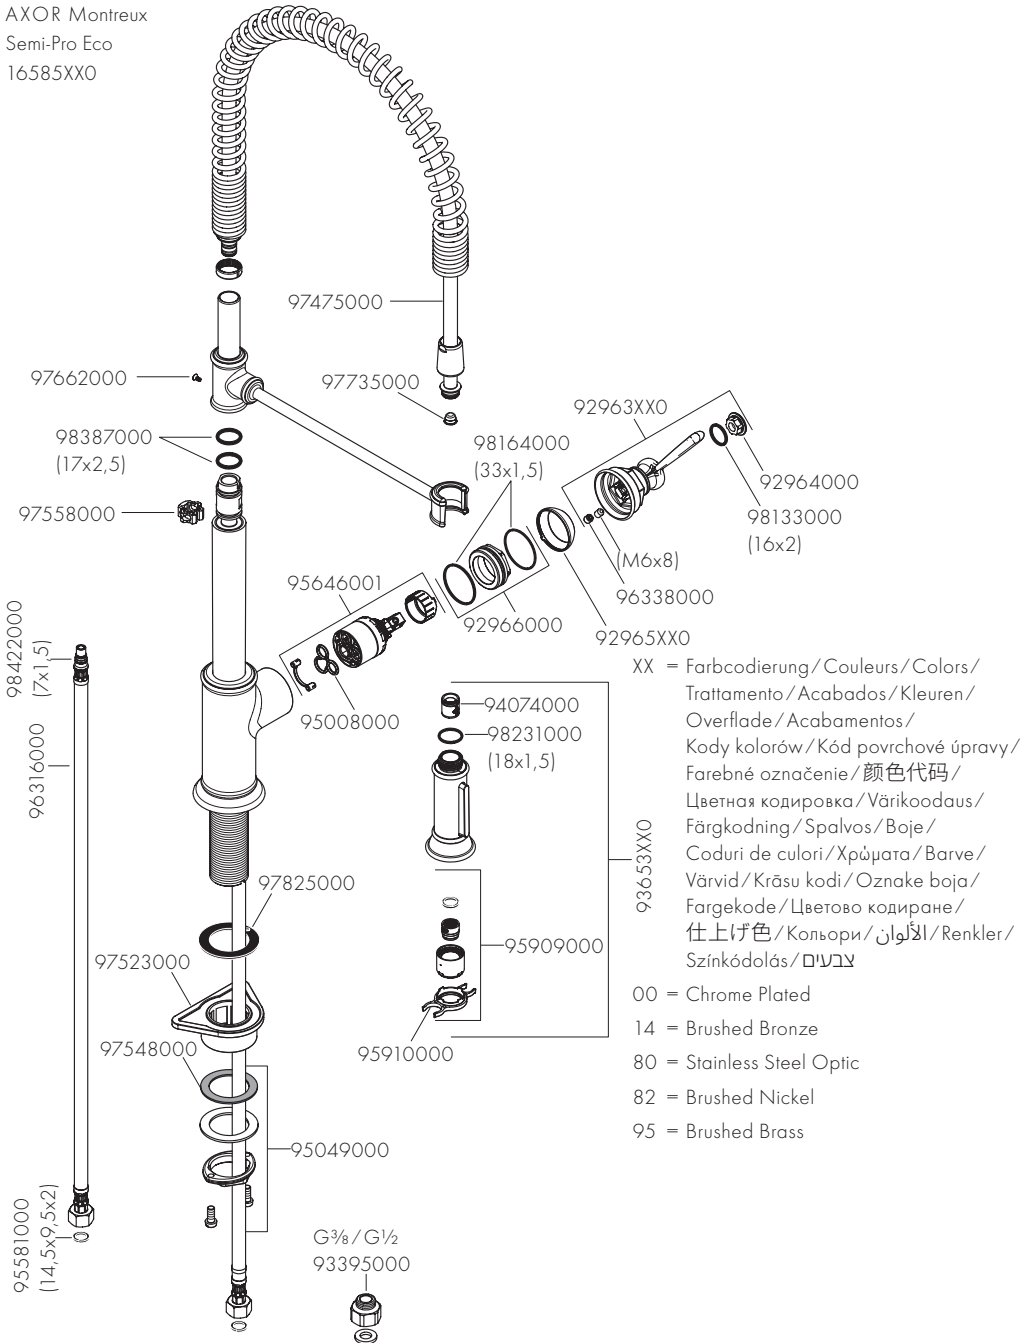 AXOR Montreux
Semi-Pro Eco
16585XX0
97475000
97662000
97735000
92963XX0
98387000
(17x2,5)
98164000
(33x1,5)
92964000
97558000
98133000
(16x2)
(M6x8)
95646001
96338000
92966000
92965XX0
98422000
(7x1,5)
95008000
94074000
98231000
(18x1,5)
96316000
93653XX0
97825000
95909000
97523000
97548000
95910000
95049000
95581000
(14,5x9,5x2)
G⅜/G½
93395000
XX = Farbcodierung/Couleurs/Colors/
Trattamento/Acabados/Kleuren/
Overflade/Acabamentos/
Kody kolorów/Kód povrchové úpravy/
Farebné označenie/颜色代码/
Цветная кодировка/Värikoodaus/
Färgkodning/Spalvos/Boje/
Coduri de culori/Χρώματα/Barve/
Värvid/Krāsu kodi/Oznake boja/
Fargekode/Цветово кодиране/
仕上げ色/Кольори/الألوان/Renkler/
Színkódolás/צבעים
00 = Chrome Plated
14 = Brushed Bronze
80 = Stainless Steel Optic
82 = Brushed Nickel
95 = Brushed Brass